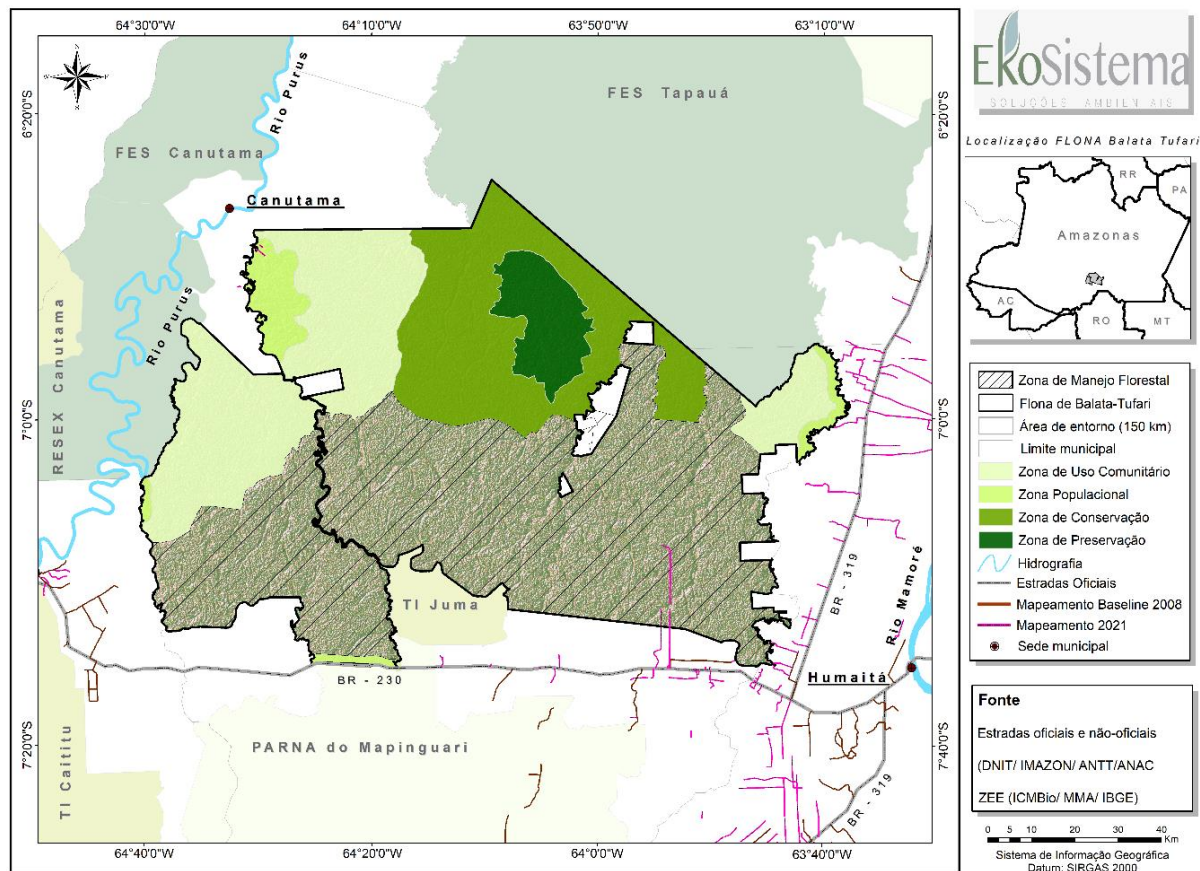 64°30'0"W 64°10'0"W 63°50'0"W 63°10'0"W
6°20'0"S
6°20'0"S
Rio Purus
FES Tapauá
FES Canutama
Canutama
RESEX Canutama
Rio Purus
7°0'0"S
7°0'0"S
TI Juma
BR - 319
Rio Mamoré
Humaitá
BR - 230
PARNA do Mapinguari
TI Caititu
7°20'0"S
7°40'0"S
BR - 319
64°40'0"W 64°20'0"W 64°00'0"W 63°40'0"W
EkoSistema
SOLUÇÕES AMBIENTAIS
Localização FLONA Balata Tufari
RR
PA
Amazonas
AC
RO
MT
Zona de Manejo Florestal
Flona de Balata-Tufari
Área de entorno (150 km)
Limite municipal
Zona de Uso Comunitário
Zona Populacional
Zona de Conservação
Zona de Preservação
Hidrografia
Estradas Oficiais
Mapeamento Baseline 2008
Mapeamento 2021
Sede municipal
Fonte
Estradas oficiais e não-oficiais
(DNIT/ IMAZON/ ANTT/ANAC
ZEE (ICMBio/ MMA/ IBGE)
0 5 10 20 30 40
Km
Sistema de Informação Geográfica
Datum: SIRGAS 2000